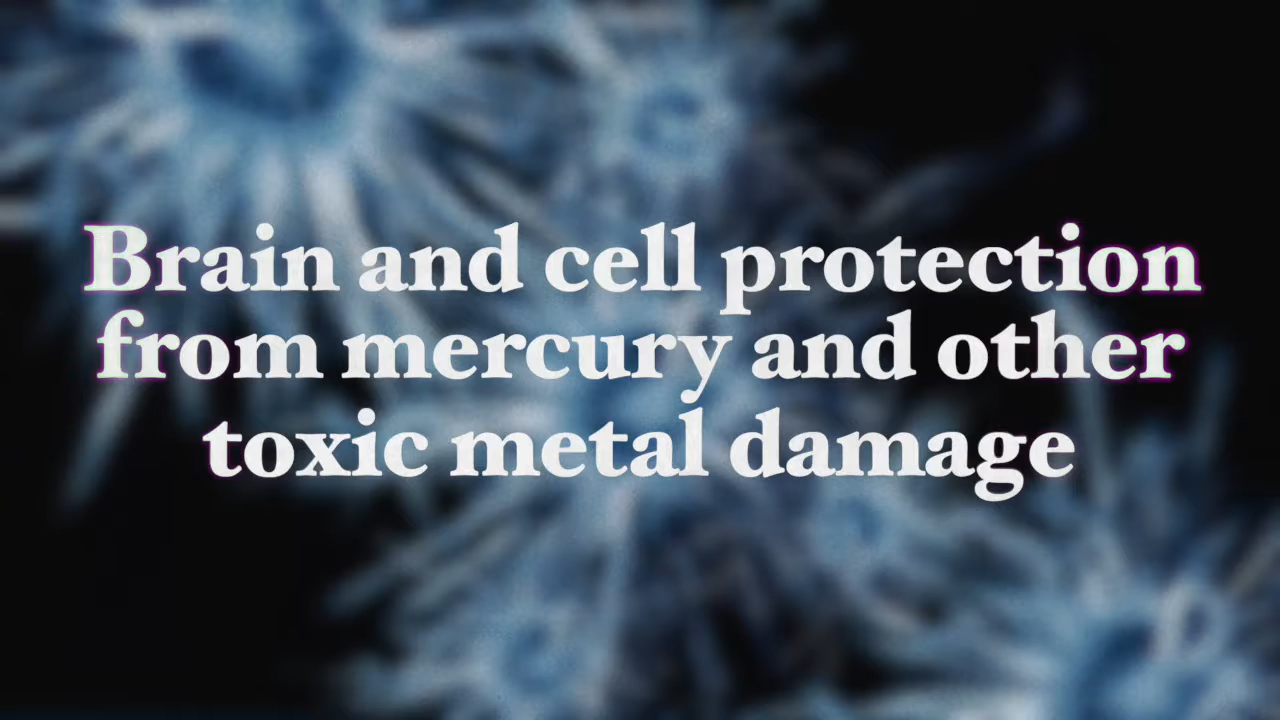 Brain and cell protection
from mercury and other
toxic metal damage